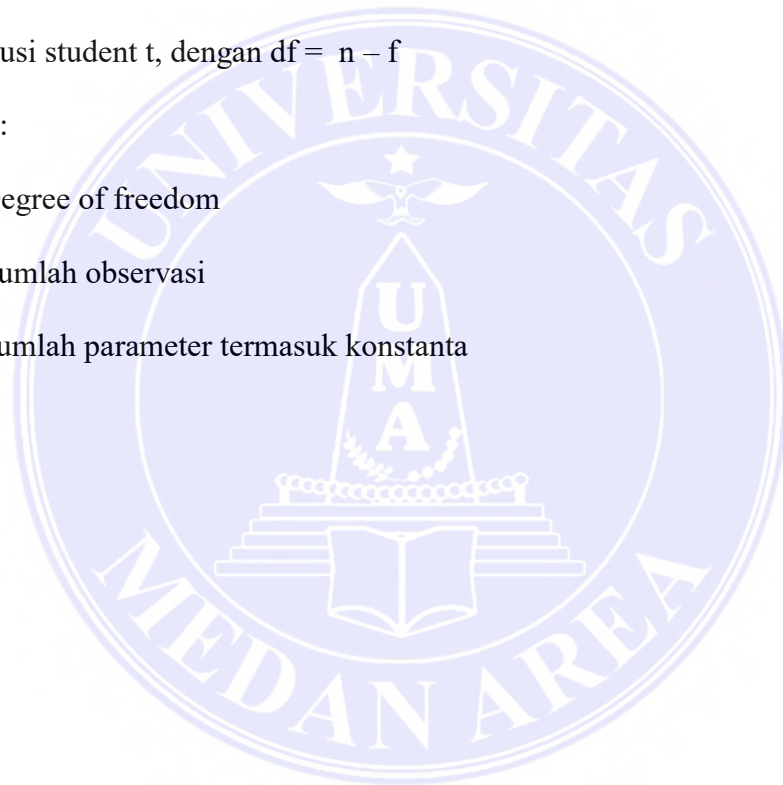 usi student t, dengan df = n – f
:
egree of freedom
umlah observasi
umlah parameter termasuk konstanta
UNIVERSITAS
U
M
A
MEDAN AREA